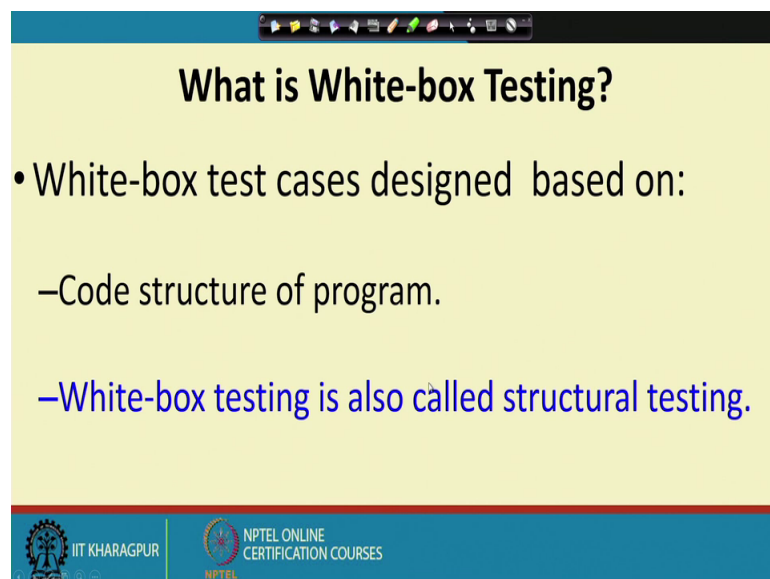 What is White-box Testing?
• White-box test cases designed based on:
–Code structure of program.
–White-box testing is also called structural testing.
IIT KHARAGPUR
NPTEL ONLINE
CERTIFICATION COURSES
NPTEL